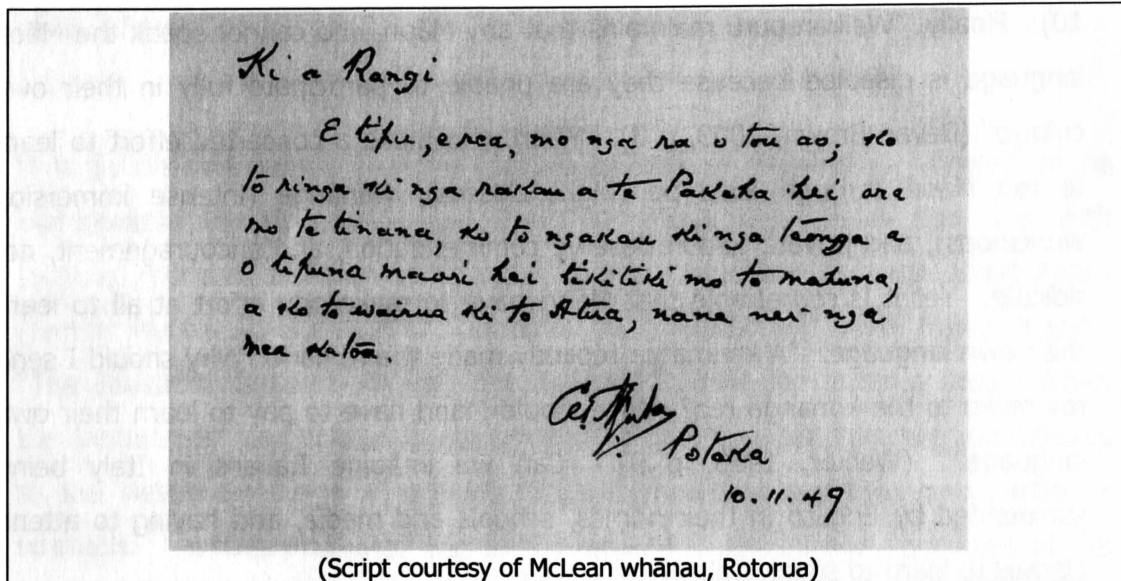 Ki a Rangi
E tipu, e rea, mo nga ra o tou ao; ko
to ringa ki nga rakau a te Pakeha hei ara
mo te tinana, ko to ngakau ki nga taonga a
o tipuna Maori hei tikitiki mo to mahuna,
a ko to wairua ki to Atua, nana nei nga
mea katoa
Potaka
10.11.49
(Script courtesy of McLean whānau, Rotorua)